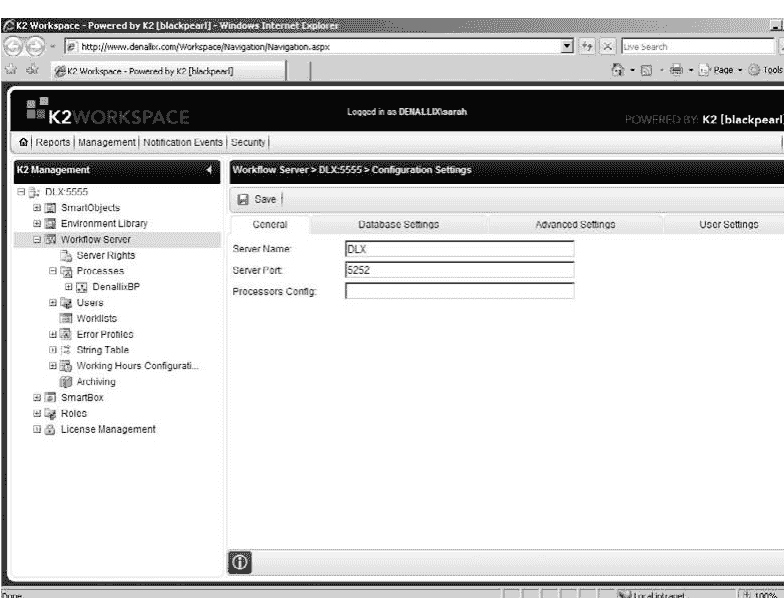 K2 Workspace - Powered by K2 [blackpearl] - Windows Internet Explorer
http://www.denallix.com/Workspace/Navigation/Navigation.aspx
Live Search
K2 Workspace - Powered by K2 [blackpearl]
Page
Tools
K2WORKSPACE
Logged in as DENALLIX\sarah
POWERED BY K2 [blackpearl
Reports | Management | Notification Events | Security |
K2 Management
Workflow Server > DLX:5555 > Configuration Settings
DLX:5555
SmartObjects
Environment Library
Workflow Server
Server Rights
Processes
DenallixBP
Users
Worklists
Error Profiles
String Table
Working Hours Configurati...
Archiving
SmartBox
Roles
License Management
Save
General
Database Settings
Advanced Settings
User Settings
Server Name: DLX
Server Port: 5252
Processors Config:
Done
Local intranet
100%